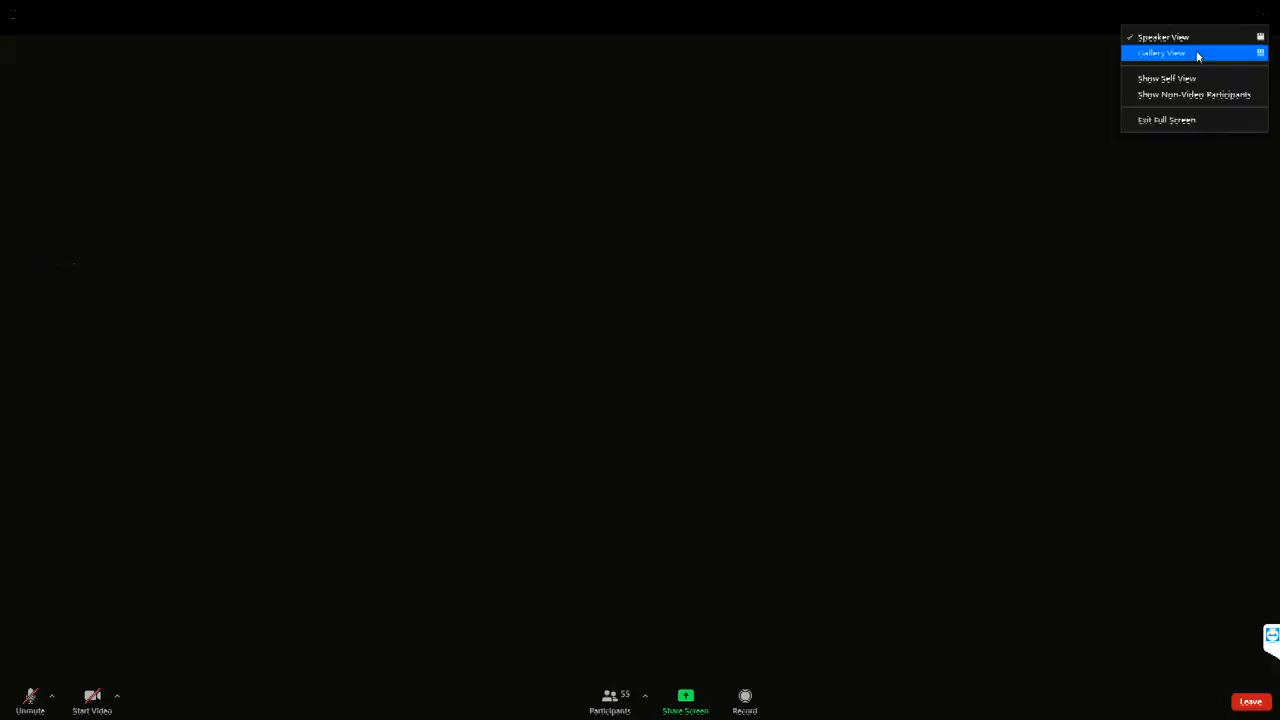 Speaker View
Gallery View
Show Self View
Show Non-Video Participants
Exit Full Screen
55
Unmute
Start Video
Participants
Share Screen
Record
Leave